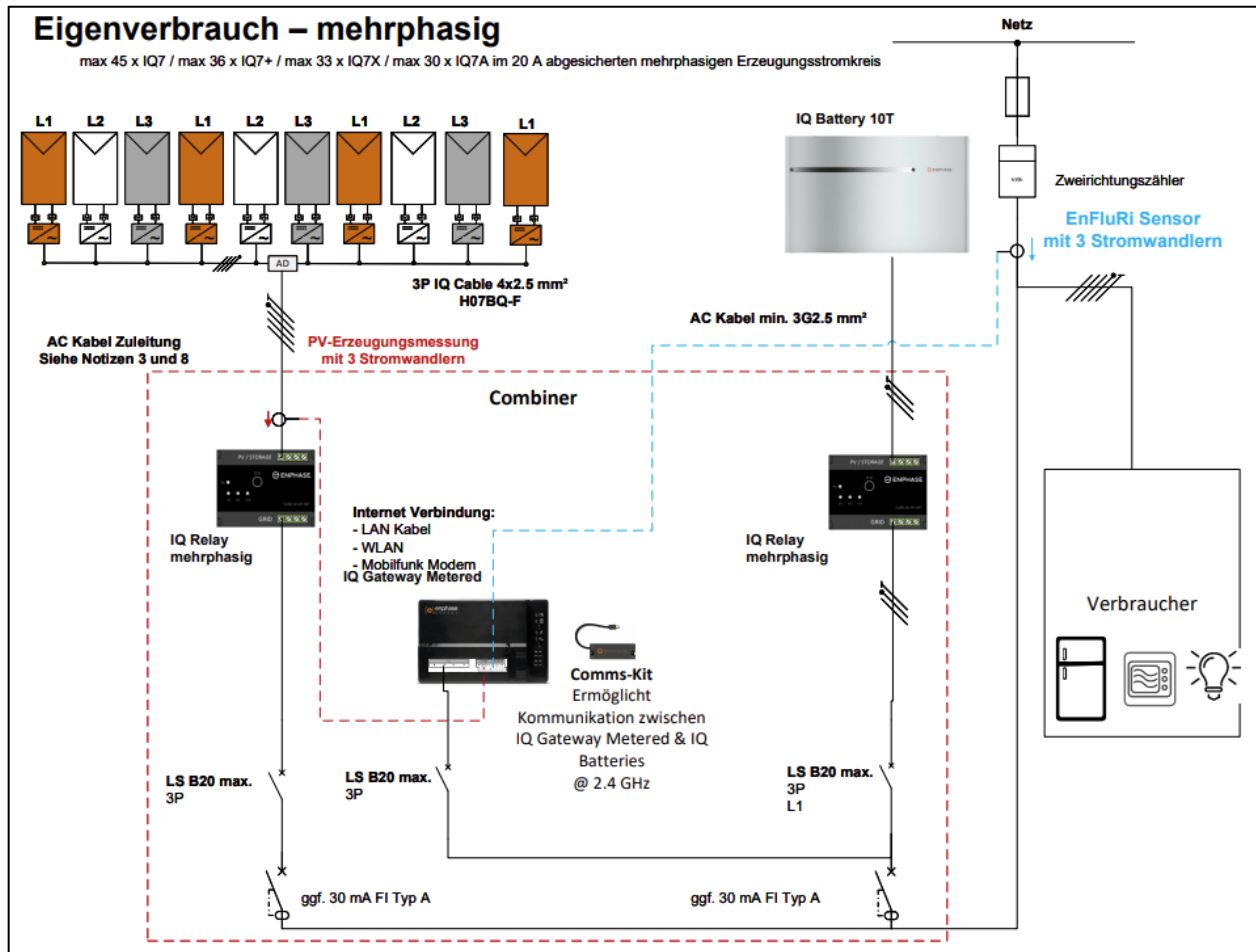 Eigenverbrauch – mehrphasig
max 45 x IQ7 / max 36 x IQ7+ / max 33 x IQ7X / max 30 x IQ7A im 20 A abgesicherten mehrphasigen Erzeugungsstromkreis
Netz
L1
L2
L3
L1
L2
L3
L1
L2
L3
L1
IQ Battery 10T
ENPHASE
kWh
Zweirichtungszähler
EnFluRi Sensor
mit 3 Stromwandlern
AD
3P IQ Cable 4x2.5 mm²
H07BQ-F
AC Kabel Zuleitung
Siehe Notizen 3 und 8
PV-Erzeugungsmessung
mit 3 Stromwandlern
AC Kabel min. 3G2.5 mm²
Combiner
PV / STORAGE
ENPHASE
GRID
IQ Relay
mehrphasig
Internet Verbindung:
- LAN Kabel
- WLAN
- Mobilfunk Modem
IQ Gateway Metered
enphase
PV / STORAGE
ENPHASE
GRID
IQ Relay
mehrphasig
Comms-Kit
Ermöglicht
Kommunikation zwischen
IQ Gateway Metered & IQ
Batteries
@ 2.4 GHz
Verbraucher
LS B20 max.
3P
LS B20 max.
3P
LS B20 max.
3P
L1
ggf. 30 mA FI Typ A
ggf. 30 mA FI Typ A